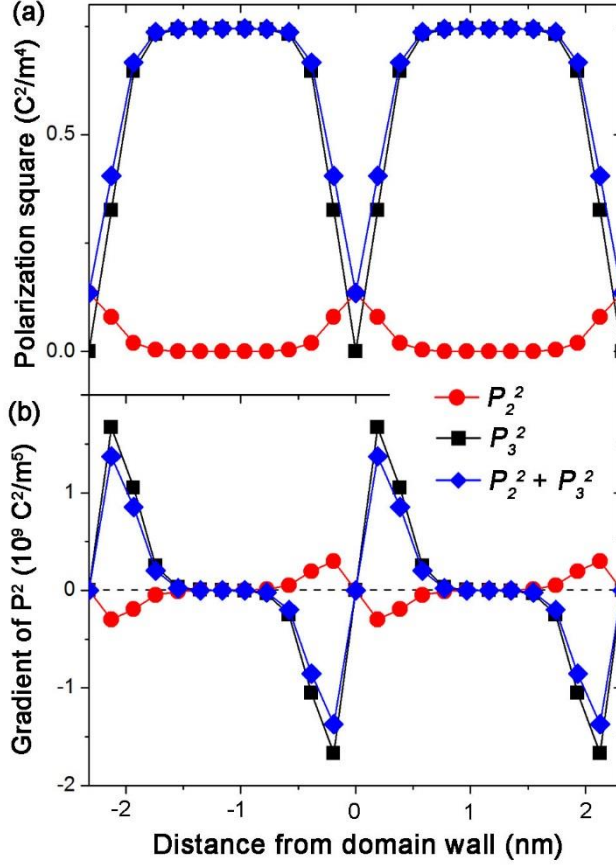 (a)
Polarization square (C²/m⁴)
0.5
0.0
P₂²
P₃²
P₂² + P₃²
(b)
Gradient of P² (10⁹ C²/m⁵)
1
0
-1
-2
-2 -1 0 1 2
Distance from domain wall (nm)